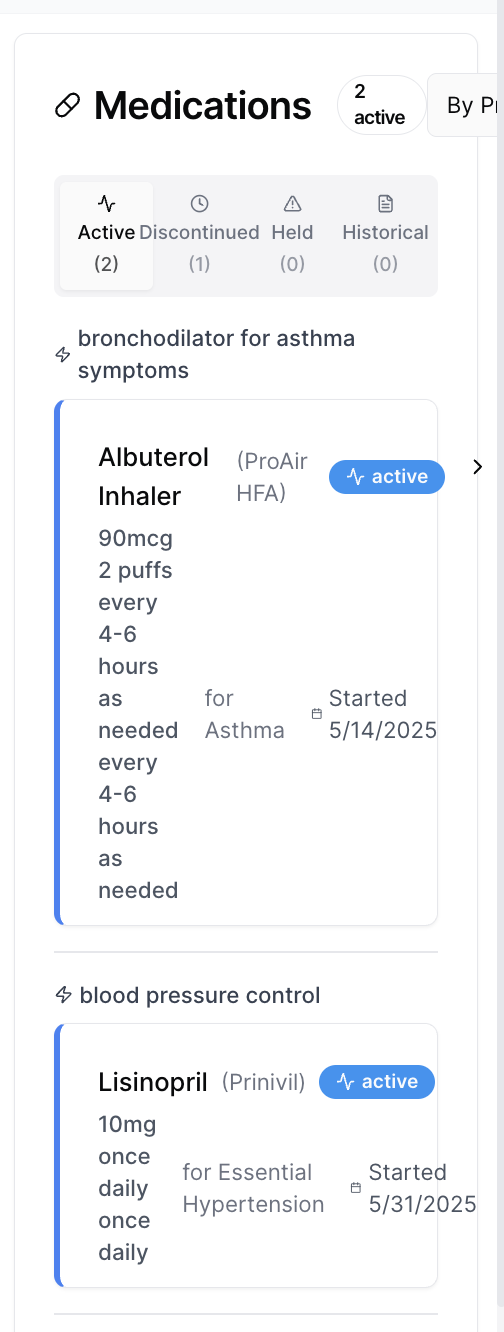 Medications
2
active
By Pr
Active
Discontinued
Held
Historical
(2)
(1)
(0)
(0)
bronchodilator for asthma
symptoms
Albuterol
Inhaler
(ProAir
HFA)
active
90mcg
2 puffs
every
4-6
hours
as
needed
every
4-6
hours
as
needed
for
Asthma
Started
5/14/2025
blood pressure control
Lisinopril
(Prinivil)
active
10mg
once
daily
once
daily
for Essential
Hypertension
Started
5/31/2025